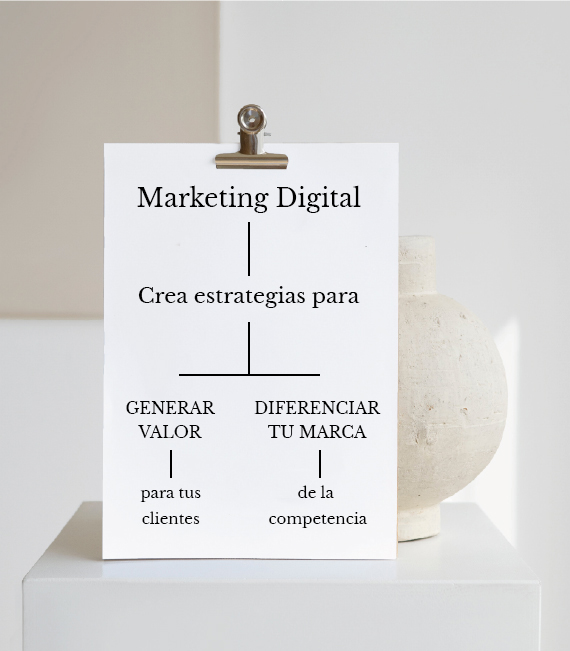 Marketing Digital
Crea estrategias para
GENERAR
VALOR
para tus
clientes
DIFERENCIAR
TU MARCA
de la
competencia